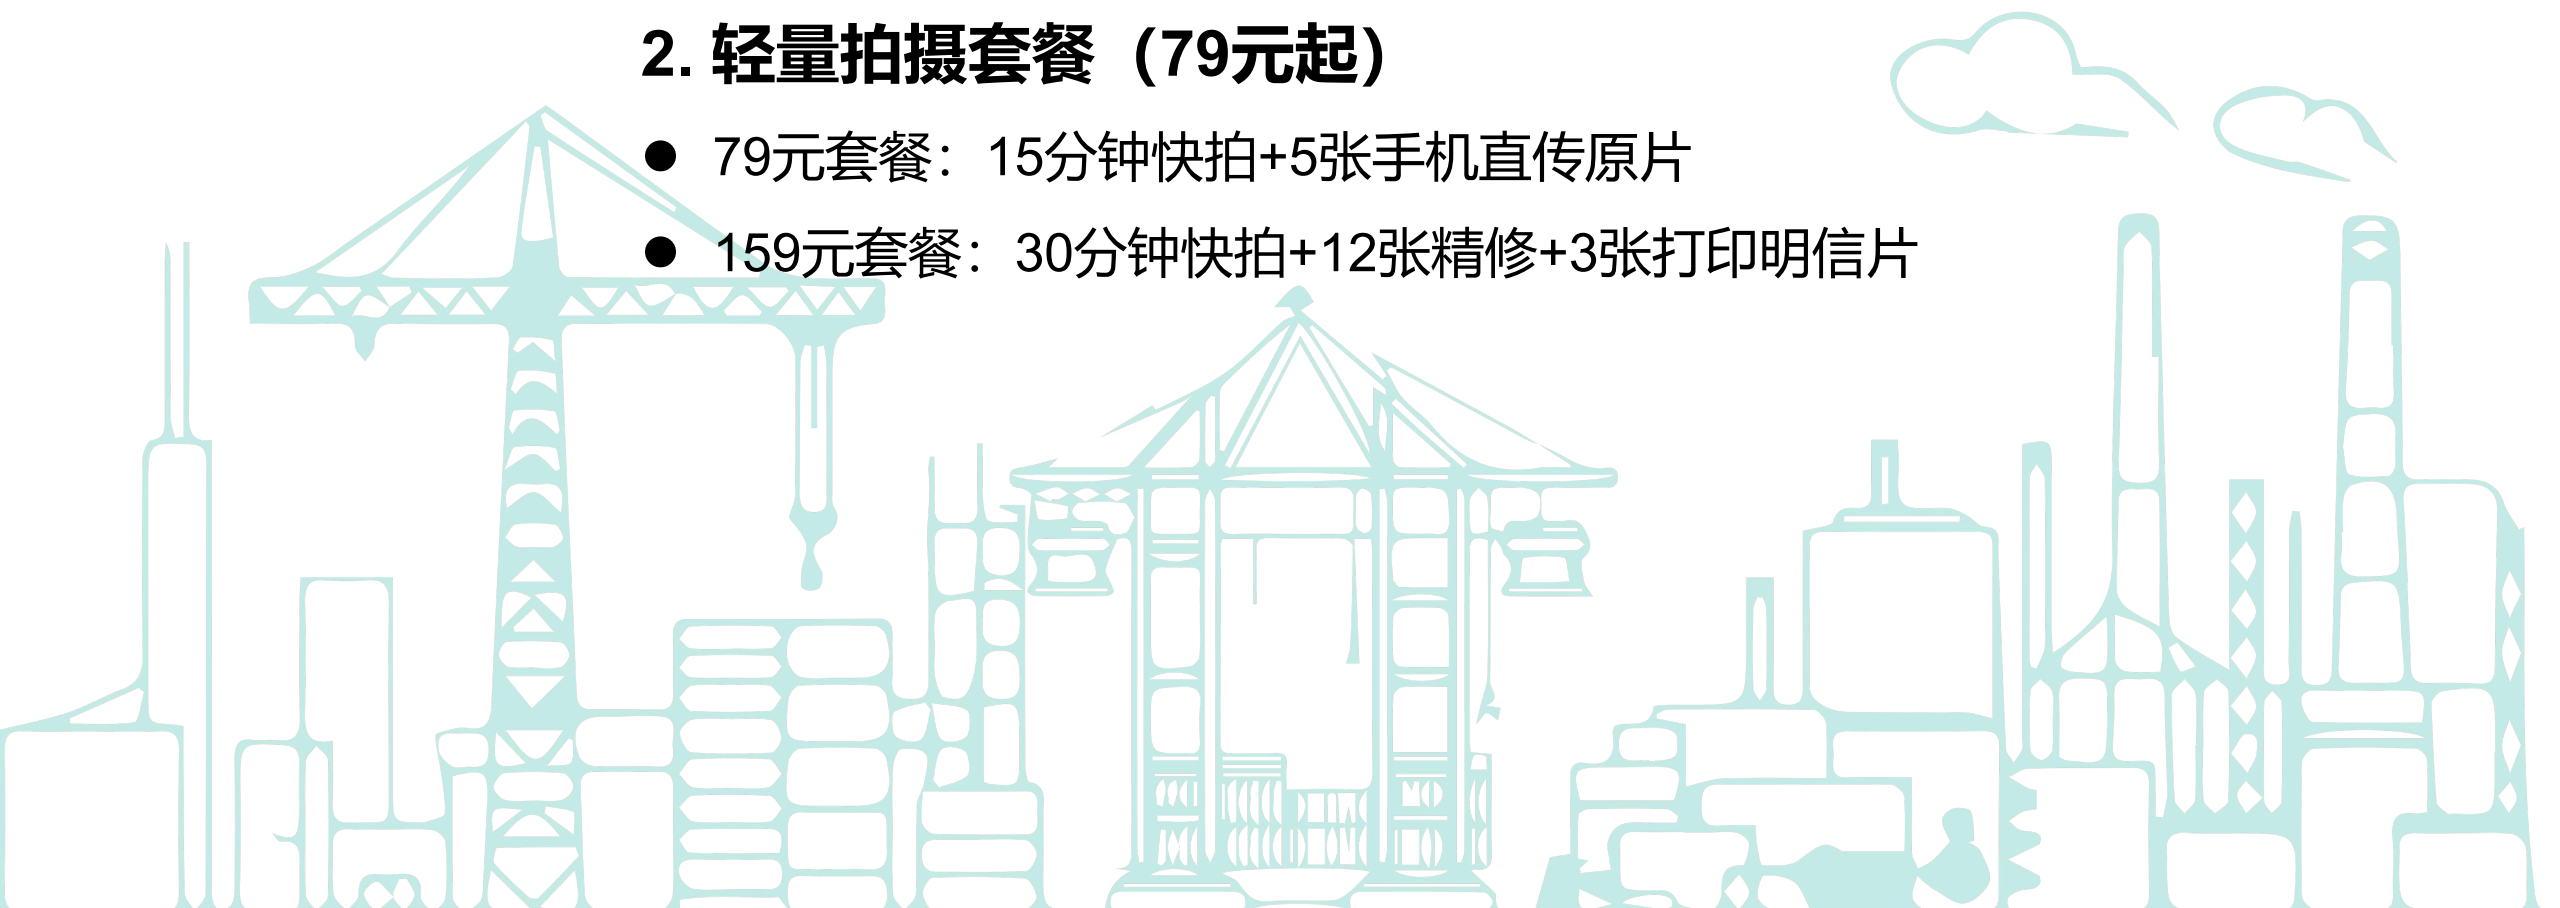 2. 轻量拍摄套餐（79元起）
● 79元套餐：15分钟快拍+5张手机直传原片
● 159元套餐：30分钟快拍+12张精修+3张打印明信片